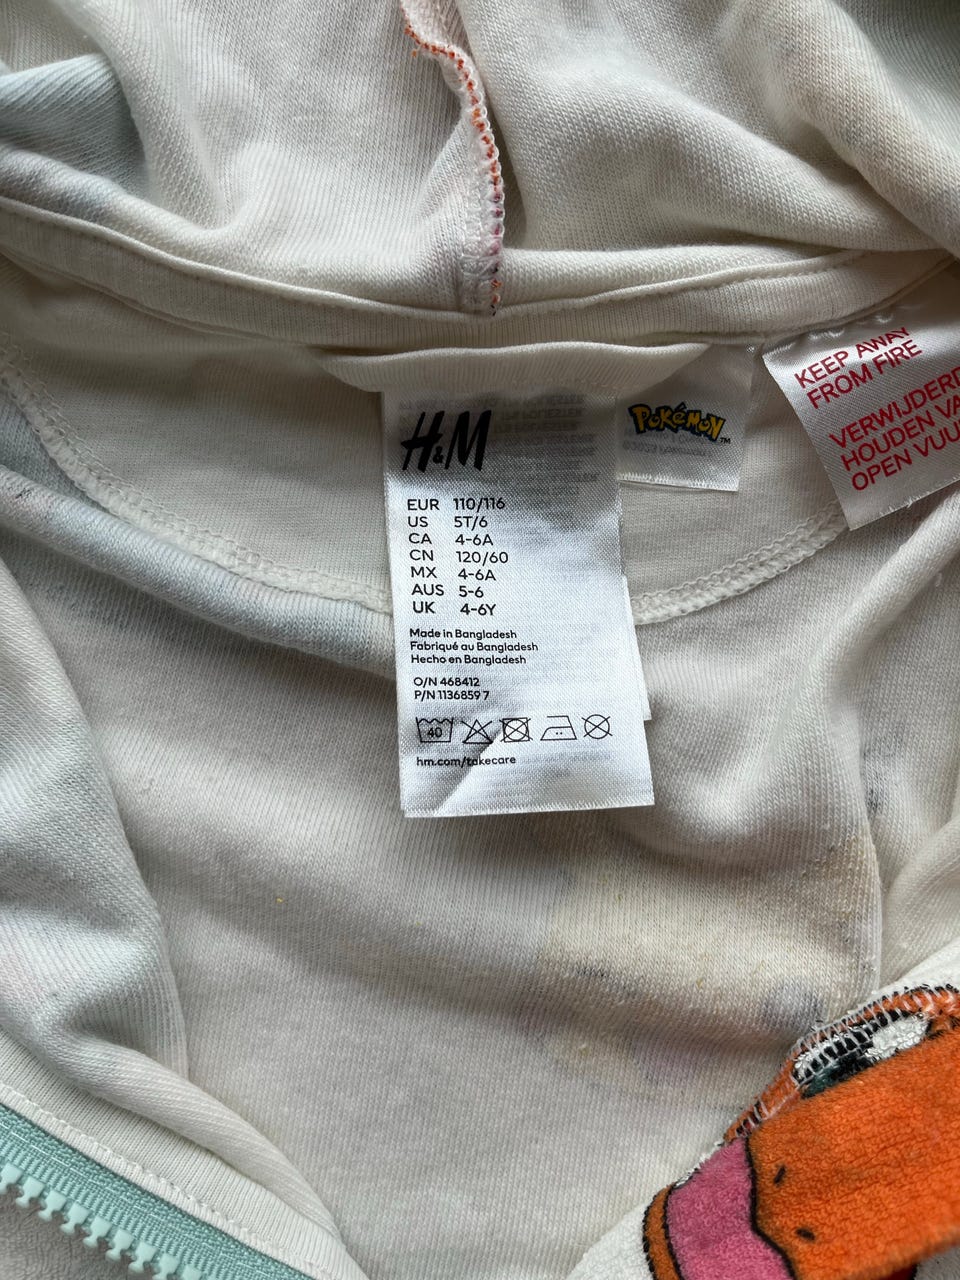 H&M
EUR 110/116
US 5T/6
CA 4-6A
CN 120/60
MX 4-6A
AUS 5-6
UK 4-6Y
Made in Bangladesh
Fabriqué au Bangladesh
Hecho en Bangladesh
O/N 468412
P/N 1136859 7
40
hm.com/takecare
POKéMON
TM
KEEP AWAY
FROM FIRE
VERWIJDERD
HOUDEN VA
OPEN VUU